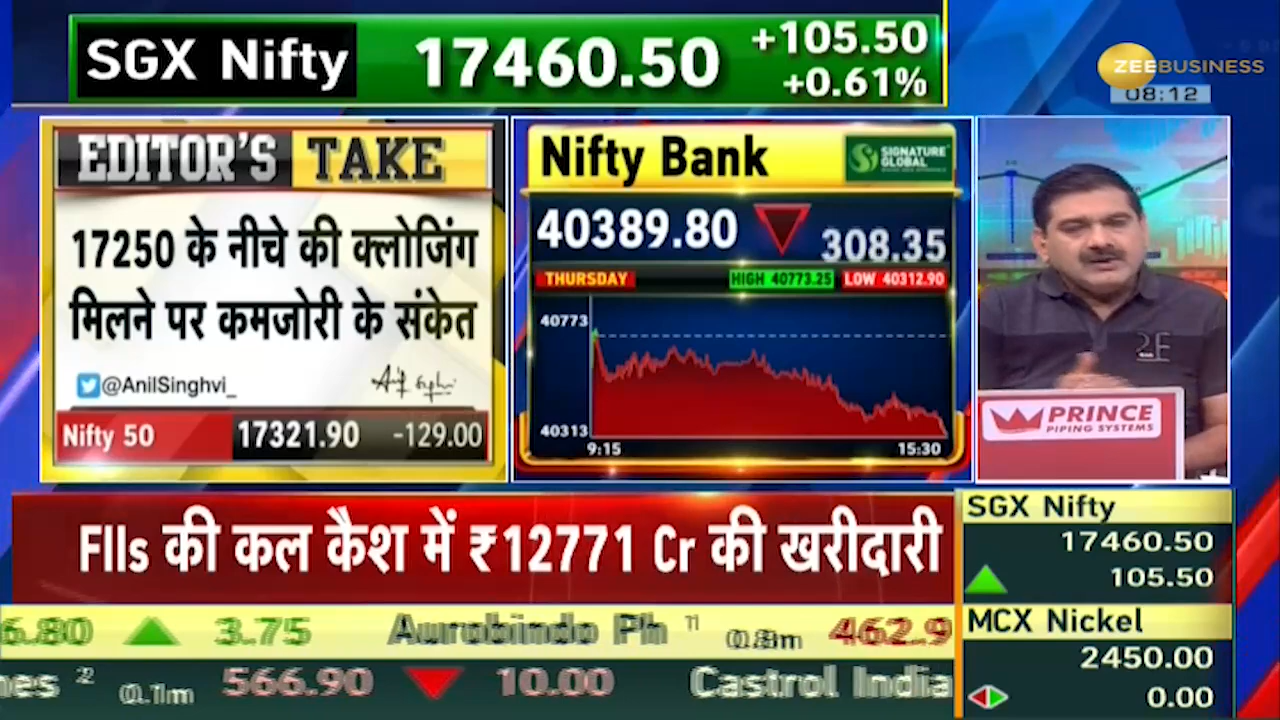 SGX Nifty
17460.50
+105.50
+0.61%
ZEEBUSINESS
08:12
EDITOR'S TAKE
17250 के नीचे की क्लोजिंग
मिलने पर कमजोरी के संकेत
@AnilSinghvi_
Nifty 50 17321.90 -129.00
Nifty Bank
SIGNATURE
GLOBAL
40389.80 308.35
THURSDAY HIGH 40773.25 LOW 40312.90
40773
40313
9:15 15:30
PRINCE
PIPING SYSTEMS
FIIs की कल कैश में ₹12771 Cr की खरीदारी
SGX Nifty
17460.50
105.50
MCX Nickel
2450.00
0.00
6.80 3.75 Aurobindo Ph 462.9
nes 0.1m 566.90 10.00 Castrol India